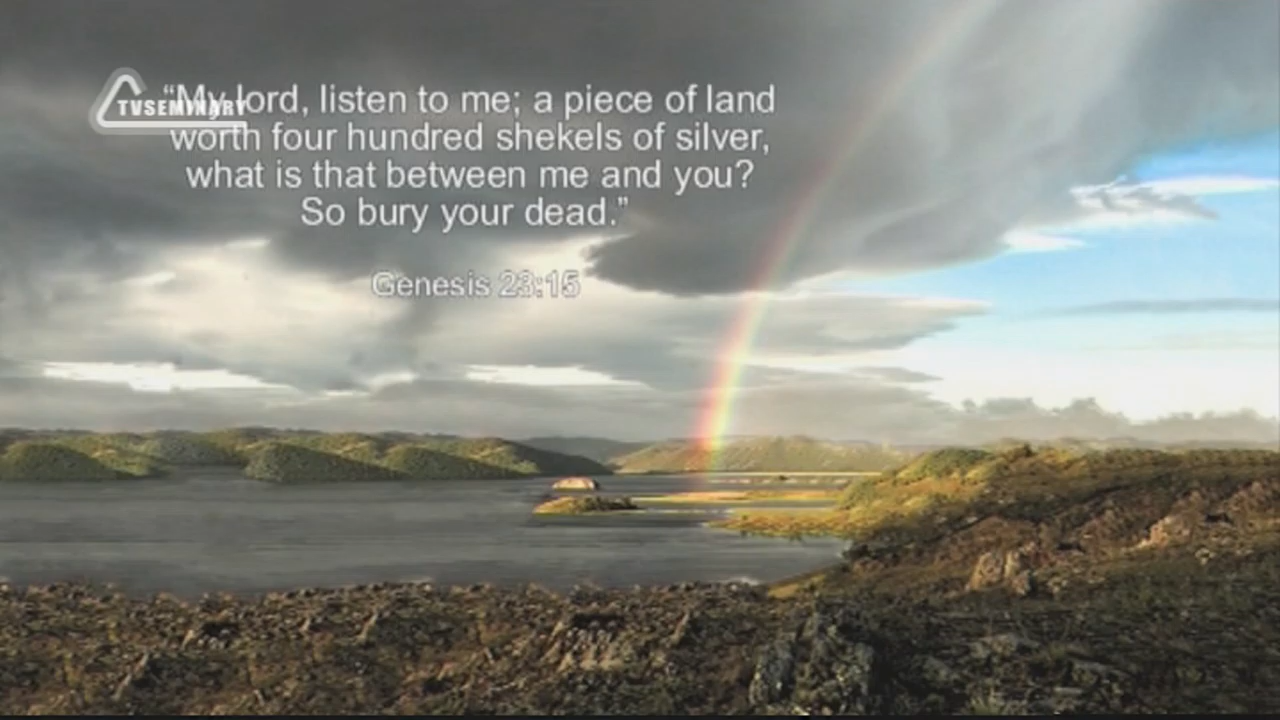 TVSEMINARY
“My lord, listen to me; a piece of land
worth four hundred shekels of silver,
what is that between me and you?
So bury your dead.”
Genesis 23:15